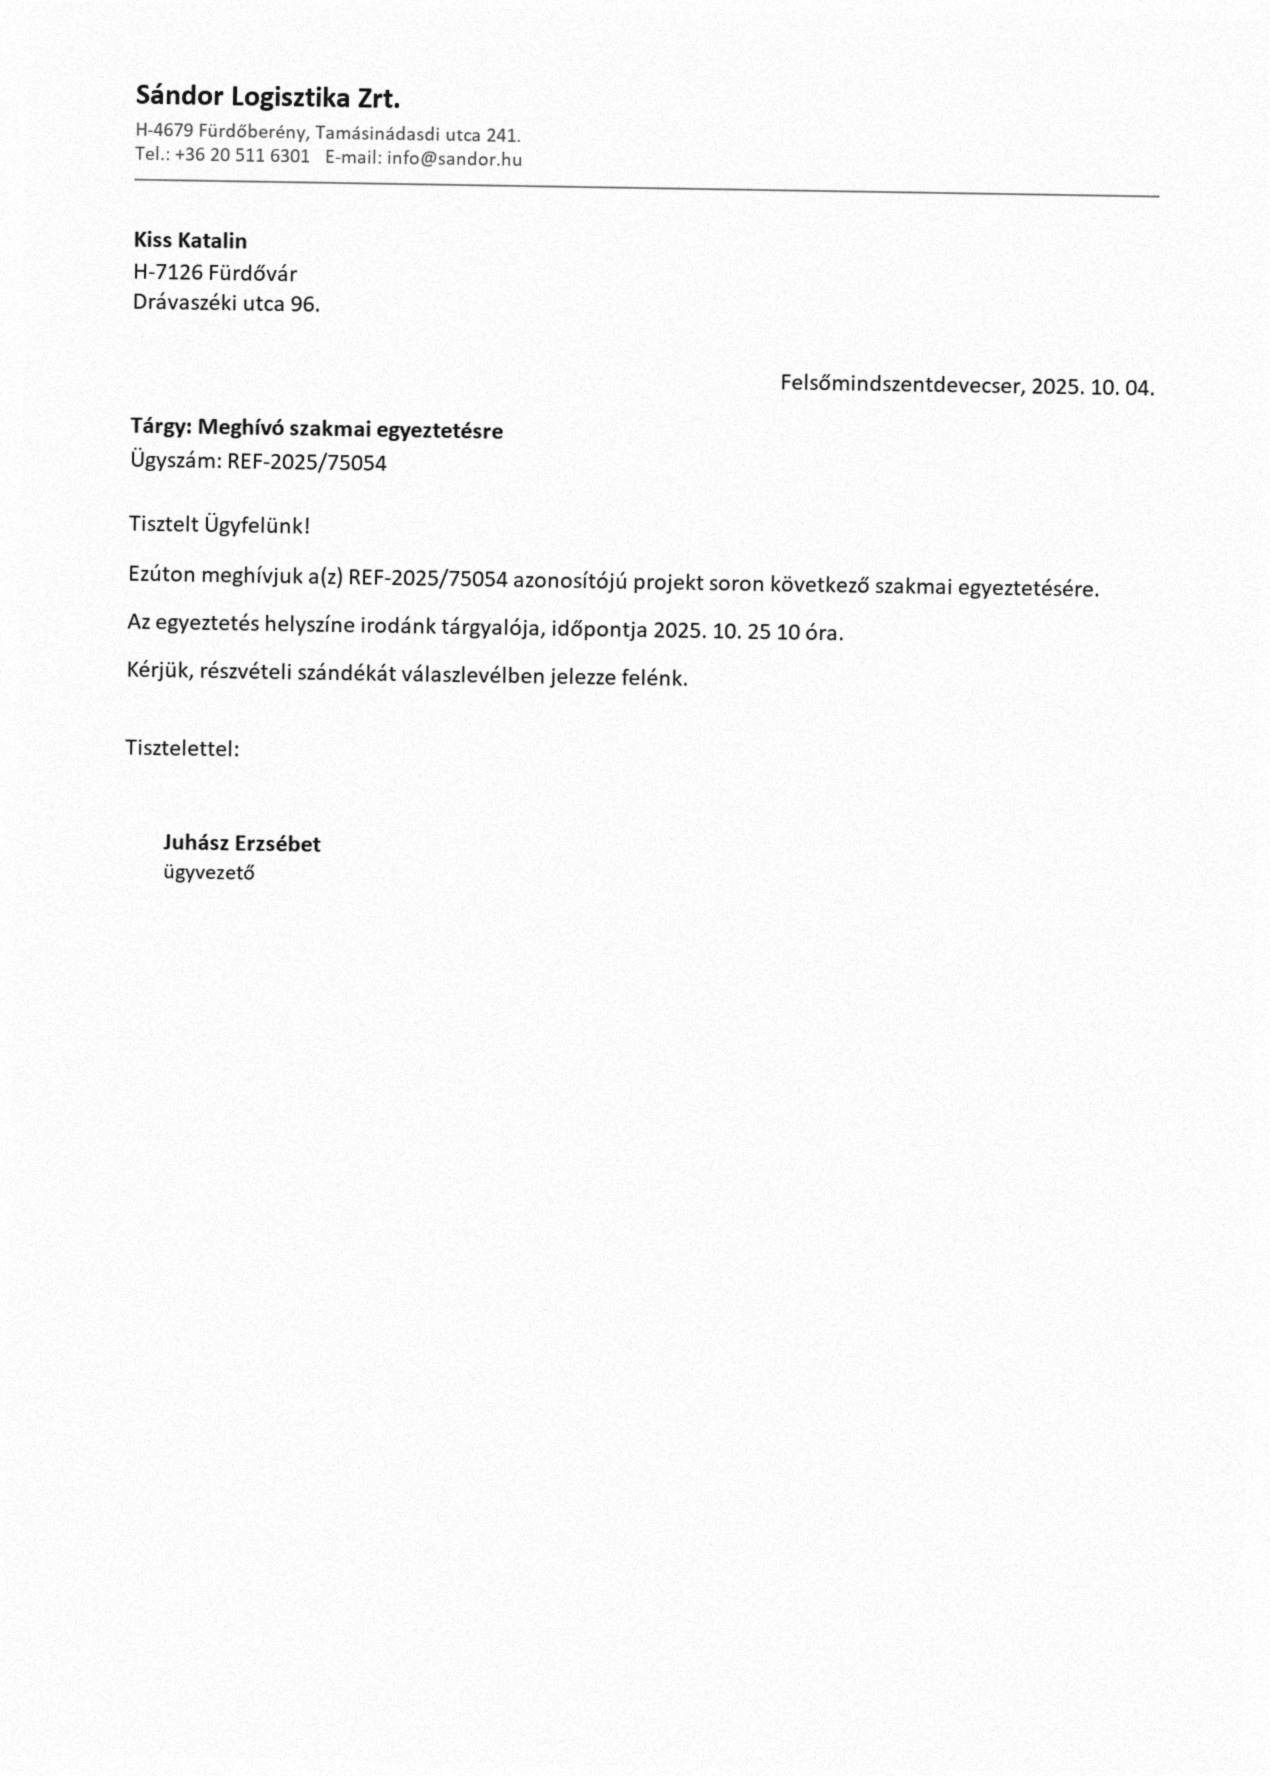 Sándor Logisztika Zrt.
H-4679 Fürdőberény, Tamásinádasdi utca 241.
Tel.: +36 20 511 6301 E-mail: info@sandor.hu
Kiss Katalin
H-7126 Fürdővár
Drávaszéki utca 96.
Felsőmindszentdevecser, 2025. 10. 04.
Tárgy: Meghívó szakmai egyeztetésre
Ügyszám: REF-2025/75054
Tisztelt Ügyfelünk!
Ezúton meghívjuk a(z) REF-2025/75054 azonosítójú projekt soron következő szakmai egyeztetésére.
Az egyeztetés helyszíne irodánk tárgyalója, időpontja 2025. 10. 25 10 óra.
Kérjük, részvételi szándékát válaszlevélben jelezze felénk.
Tisztelettel:
Juhász Erzsébet
ügyvezető